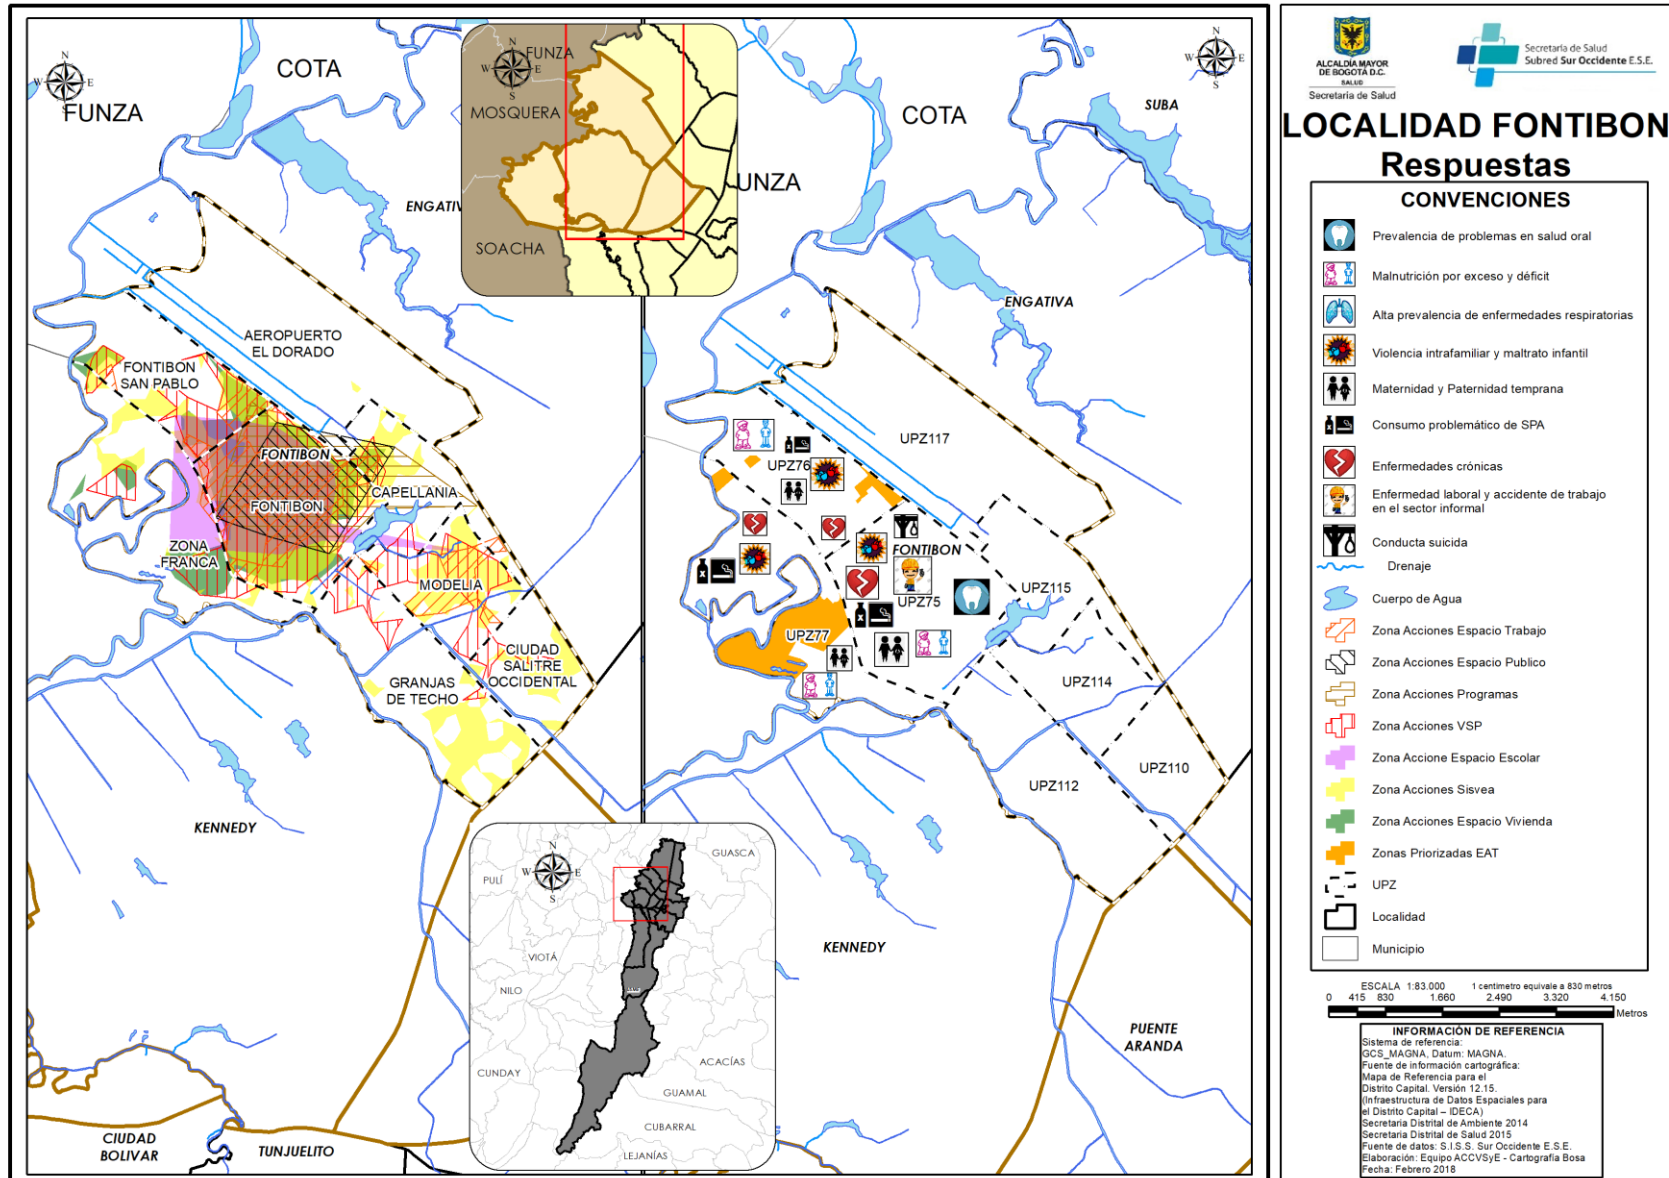 N
W
E
S
COTA
FUNZA
ENGATIV
AEROPUERTO
EL DORADO
FONTIBON
SAN PABLO
FONTIBON
FONTIBON
CAPELLANIA
ZONA
FRANCA
MODELIA
CIUDAD
SALITRE
OCCIDENTAL
GRANJAS
DE TECHO
KENNEDY
CIUDAD
BOLIVAR
TUNJUELITO
N
W
E
S
FUNZA
MOSQUERA
SOACHA
N
W
E
S
GUASCA
PULÍ
VIOTÁ
NILO
CUNDAY
ACACÍAS
GUAMAL
CUBARRAL
LEJANÍAS
N
W
E
S
COTA
SUBA
UNZA
ENGATIVA
UPZ117
UPZ76
FONTIBON
UPZ75
UPZ115
UPZ77
UPZ114
UPZ110
UPZ112
KENNEDY
PUENTE
ARANDA
ALCALDÍA MAYOR
DE BOGOTÁ D.C.
SALUD
Secretaría de Salud
Secretaría de Salud
Subred Sur Occidente E.S.E.
LOCALIDAD FONTIBON
Respuestas
CONVENCIONES
Prevalencia de problemas en salud oral
Malnutrición por exceso y déficit
Alta prevalencia de enfermedades respiratorias
Violencia intrafamiliar y maltrato infantil
Maternidad y Paternidad temprana
Consumo problemático de SPA
Enfermedades crónicas
Enfermedad laboral y accidente de trabajo
en el sector informal
Conducta suicida
Drenaje
Cuerpo de Agua
Zona Acciones Espacio Trabajo
Zona Acciones Espacio Publico
Zona Acciones Programas
Zona Acciones VSP
Zona Accione Espacio Escolar
Zona Acciones Sisvea
Zona Acciones Espacio Vivienda
Zonas Priorizadas EAT
UPZ
Localidad
Municipio
ESCALA 1:83.000 1 centimetro equivale a 830 metros
0 415 830 1.660 2.490 3.320 4.150
Metros
INFORMACIÓN DE REFERENCIA
Sistema de referencia:
GCS_MAGNA, Datum: MAGNA.
Fuente de información cartográfica:
Mapa de Referencia para el
Distrito Capital. Versión 12.15.
(Infraestructura de Datos Espaciales para
el Distrito Capital – IDECA)
Secretaria Distrital de Ambiente 2014
Secretaria Distrital de Salud 2015
Fuente de datos: S.I.S.S. Sur Occidente E.S.E.
Elaboración: Equipo ACCVSyE - Cartografía Bosa
Fecha: Febrero 2018